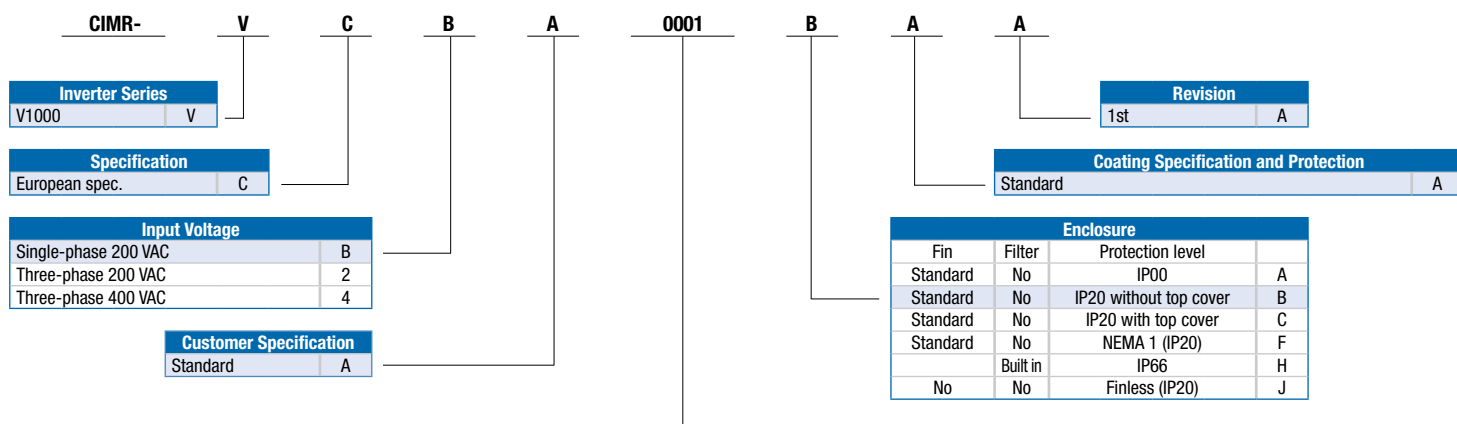 CIMR- V C B A 0001 B A A
Inverter Series
V1000 V
Specification
European spec. C
Input Voltage
Single-phase 200 VAC B
Three-phase 200 VAC 2
Three-phase 400 VAC 4
Customer Specification
Standard A
Revision
1st A
Coating Specification and Protection
Standard A
Enclosure
Fin Filter Protection level
Standard No IP00 A
Standard No IP20 without top cover B
Standard No IP20 with top cover C
Standard No NEMA 1 (IP20) F
Built in IP66 H
No No Finless (IP20) J